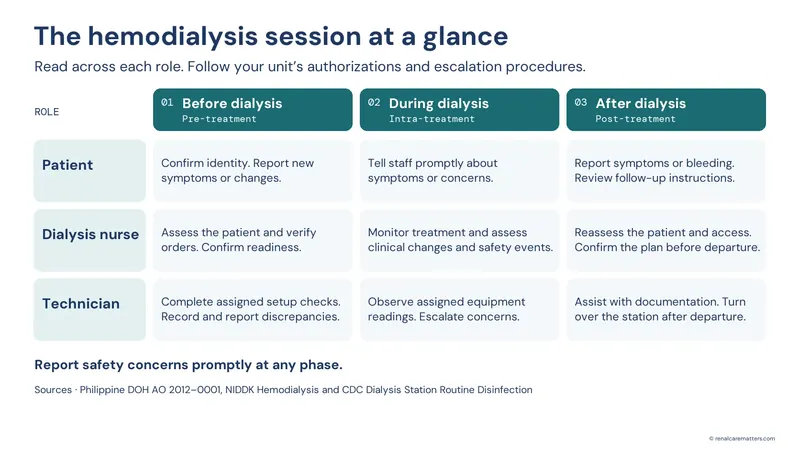 The hemodialysis session at a glance
Read across each role. Follow your unit’s authorizations and escalation procedures.
ROLE
01 Before dialysis
Pre-treatment
02 During dialysis
Intra-treatment
03 After dialysis
Post-treatment
Patient
Confirm identity. Report new
symptoms or changes.
Tell staff promptly about
symptoms or concerns.
Report symptoms or bleeding.
Review follow-up instructions.
Dialysis nurse
Assess the patient and verify
orders. Confirm readiness.
Monitor treatment and assess
clinical changes and safety events.
Reassess the patient and access.
Confirm the plan before departure.
Technician
Complete assigned setup checks.
Record and report discrepancies.
Observe assigned equipment
readings. Escalate concerns.
Assist with documentation. Turn
over the station after departure.
Report safety concerns promptly at any phase.
Sources · Philippine DOH AO 2012–0001, NIDDK Hemodialysis and CDC Dialysis Station Routine Disinfection
© renalcarematters.com